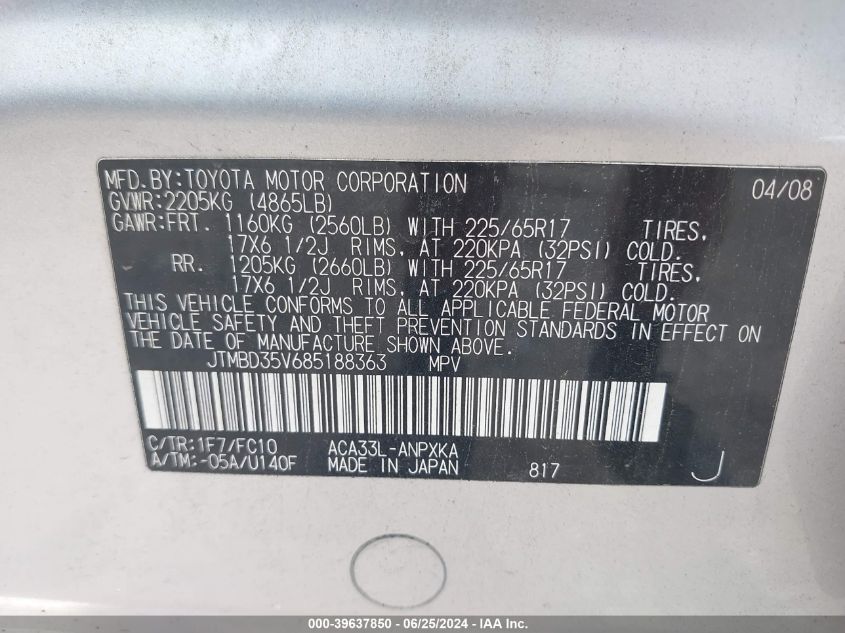 MFD.BY:TOYOTA MOTOR CORPORATION 04/08
GVWR:2205KG (4865LB)
GAWR:FRT. 1160KG (2560LB) WITH 225/65R17 TIRES,
17X6 1/2J RIMS, AT 220KPA (32PSI) COLD.
RR. 1205KG (2660LB) WITH 225/65R17 TIRES,
17X6 1/2J RIMS, AT 220KPA (32PSI) COLD.
THIS VEHICLE CONFORMS TO ALL APPLICABLE FEDERAL MOTOR
VEHICLE SAFETY AND THEFT PREVENTION STANDARDS IN EFFECT ON
THE DATE OF MANUFACTURE SHOWN ABOVE.
JTMBD35V685188363 MPV
C/TR:1F7/FC10 ACA33L-ANPXKA
A/TM:-05A/U140F MADE IN JAPAN 817 J
000-39637850 - 06/25/2024 - IAA Inc.